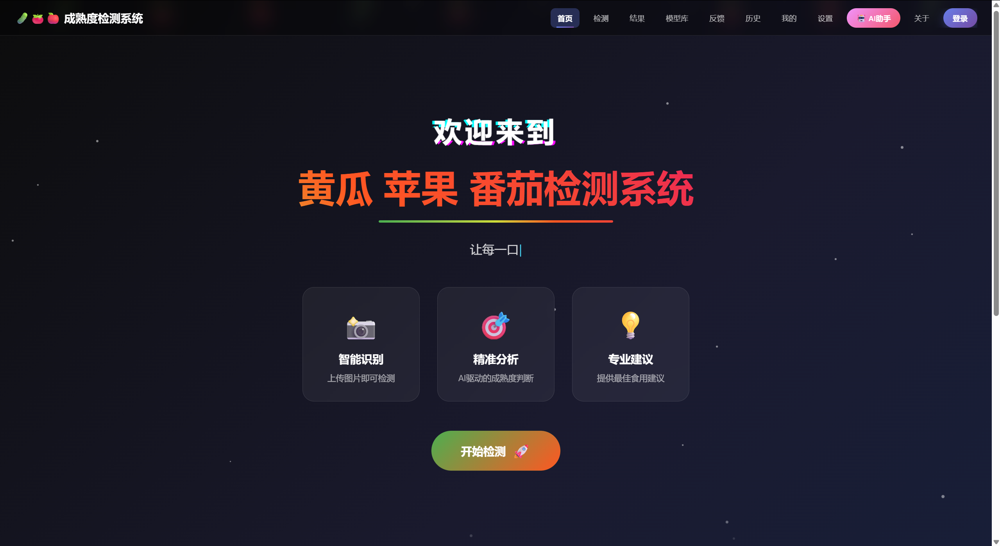 成熟度检测系统
首页 检测 结果 模型库 反馈 历史 我的 设置 AI助手 关于 登录
欢迎来到
黄瓜 苹果 番茄检测系统
让每一口
智能识别
上传图片即可检测
精准分析
AI驱动的成熟度判断
专业建议
提供最佳食用建议
开始检测